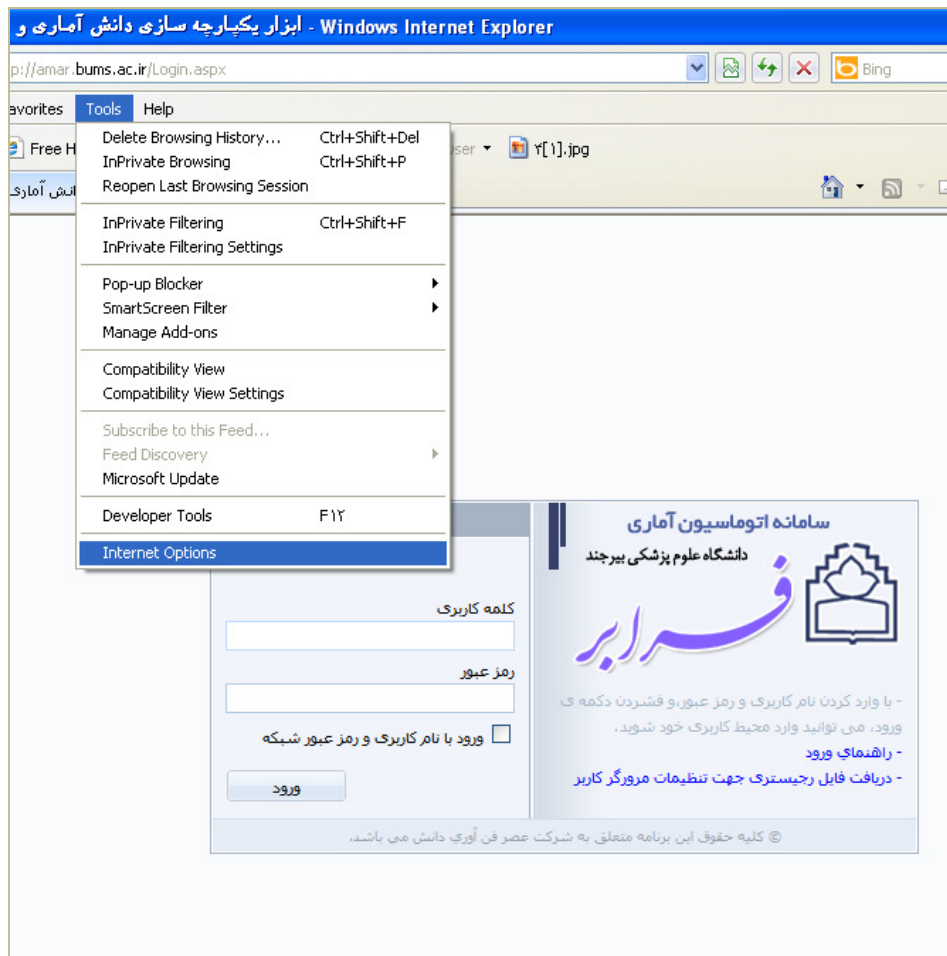 ابزار یکپارچه سازی دانش آماری و - Windows Internet Explorer
p://amar.bums.ac.ir/Login.aspx
Bing
avorites Tools Help
Free H
ser
۴[۱].jpg
انش آماری
Delete Browsing History... Ctrl+Shift+Del
InPrivate Browsing Ctrl+Shift+P
Reopen Last Browsing Session
InPrivate Filtering Ctrl+Shift+F
InPrivate Filtering Settings
Pop-up Blocker
SmartScreen Filter
Manage Add-ons
Compatibility View
Compatibility View Settings
Subscribe to this Feed...
Feed Discovery
Microsoft Update
Developer Tools F۱۲
Internet Options
سامانه اتوماسیون آماری
دانشگاه علوم پزشکی بیرجند
فرابر
- با وارد کردن نام کاربری و رمز عبور،و فشردن دکمه ی
ورود، می توانید وارد محیط کاربری خود شوید.
- راهنمای ورود
- دریافت فایل رجیستری جهت تنظیمات مرورگر کاربر
کلمه کاربری
رمز عبور
ورود با نام کاربری و رمز عبور شبکه
ورود
© کلیه حقوق این برنامه متعلق به شرکت عصر فن آوري دانش مي باشد.